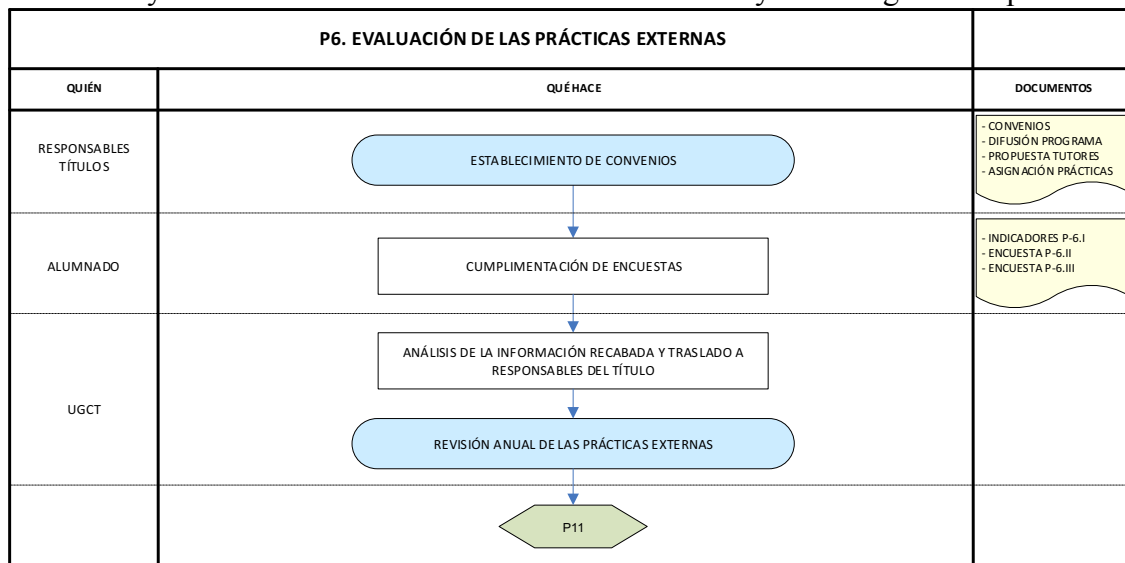 P6. EVALUACIÓN DE LAS PRÁCTICAS EXTERNAS
QUIÉN
QUÉ HACE
DOCUMENTOS
RESPONSABLES
TÍTULOS
ESTABLECIMIENTO DE CONVENIOS
- CONVENIOS
- DIFUSIÓN PROGRAMA
- PROPUESTA TUTORES
- ASIGNACIÓN PRÁCTICAS
ALUMNADO
CUMPLIMENTACIÓN DE ENCUESTAS
- INDICADORES P-6.I
- ENCUESTA P-6.II
- ENCUESTA P-6.III
UGCT
ANÁLISIS DE LA INFORMACIÓN RECABADA Y TRASLADO A
RESPONSABLES DEL TÍTULO
REVISIÓN ANUAL DE LAS PRÁCTICAS EXTERNAS
P11